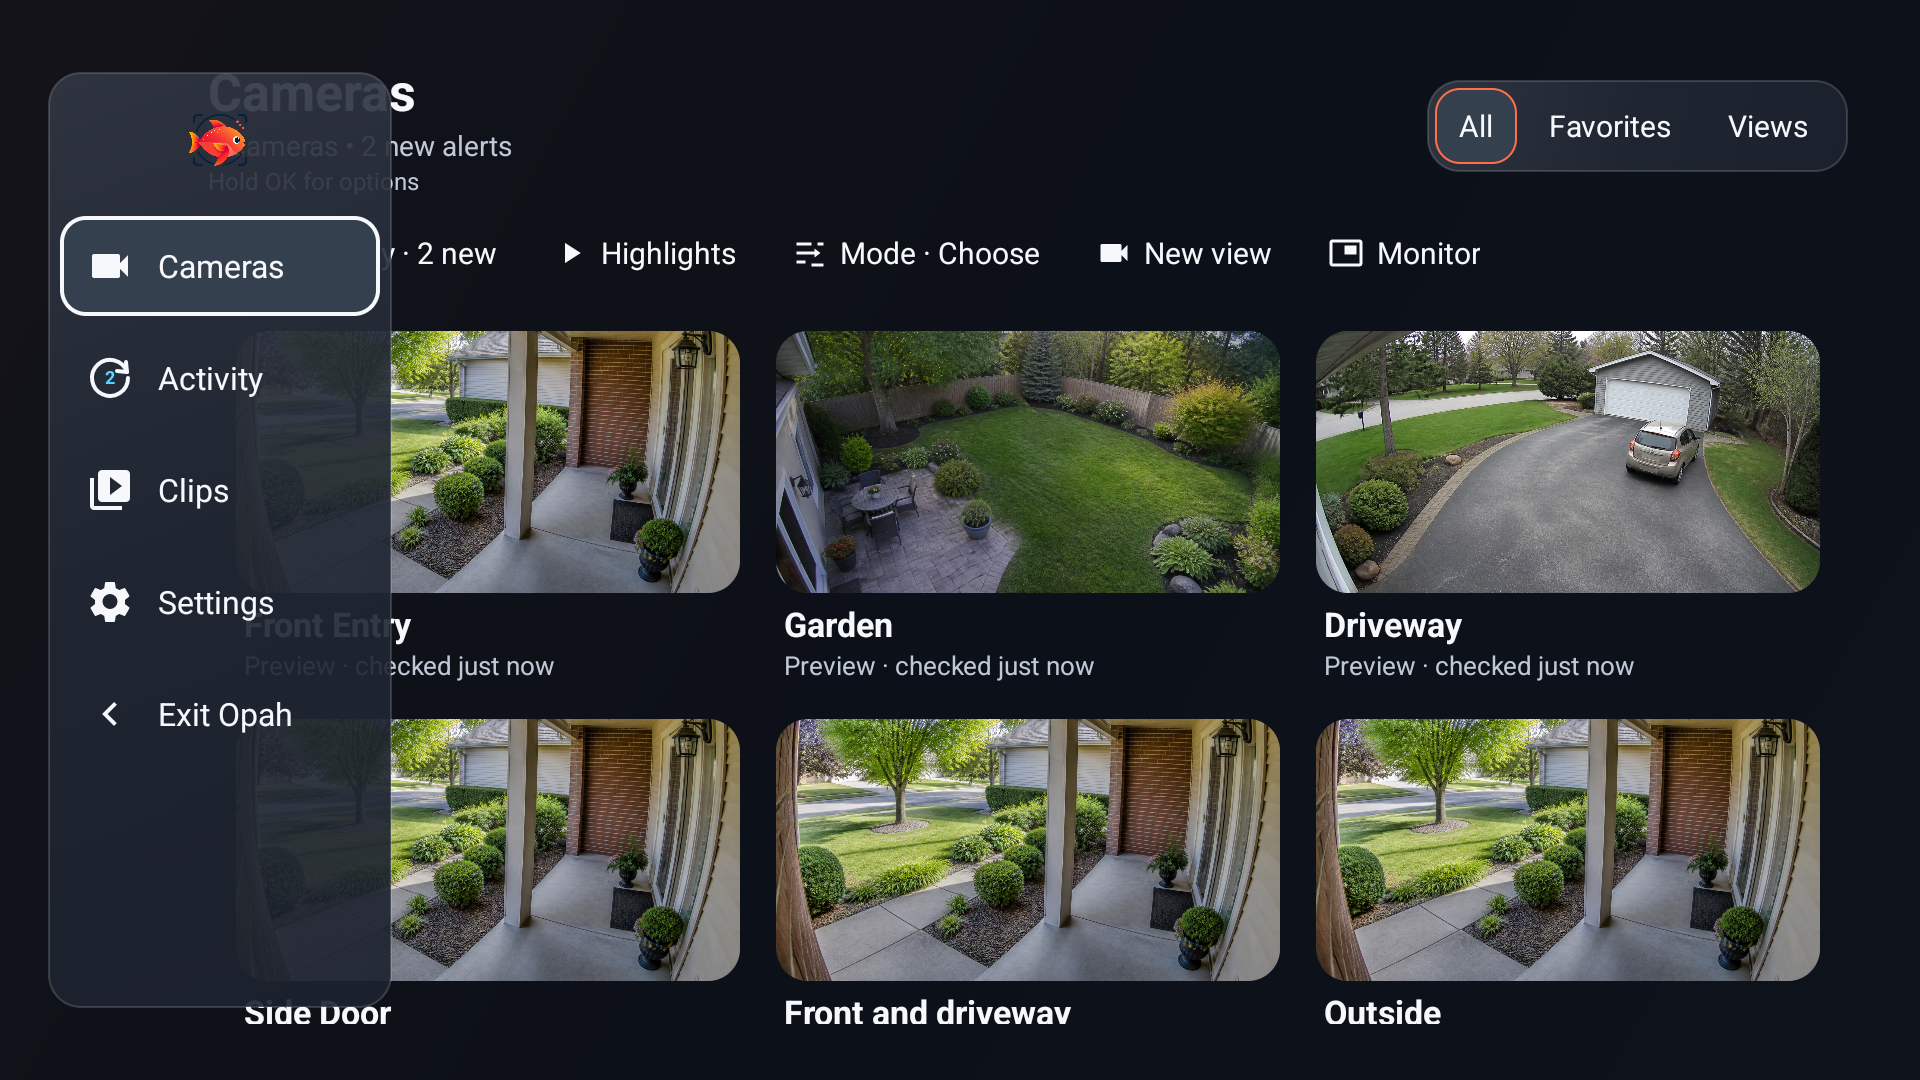 Cameras
Cameras • 2 new alerts
Hold OK for options
All
Favorites
Views
Cameras
Activity
2
Clips
Settings
Exit Opah
· 2 new
Highlights
Mode · Choose
New view
Monitor
Front Entry
Preview · checked just now
Garden
Preview · checked just now
Driveway
Preview · checked just now
Side Door
Front and driveway
Outside